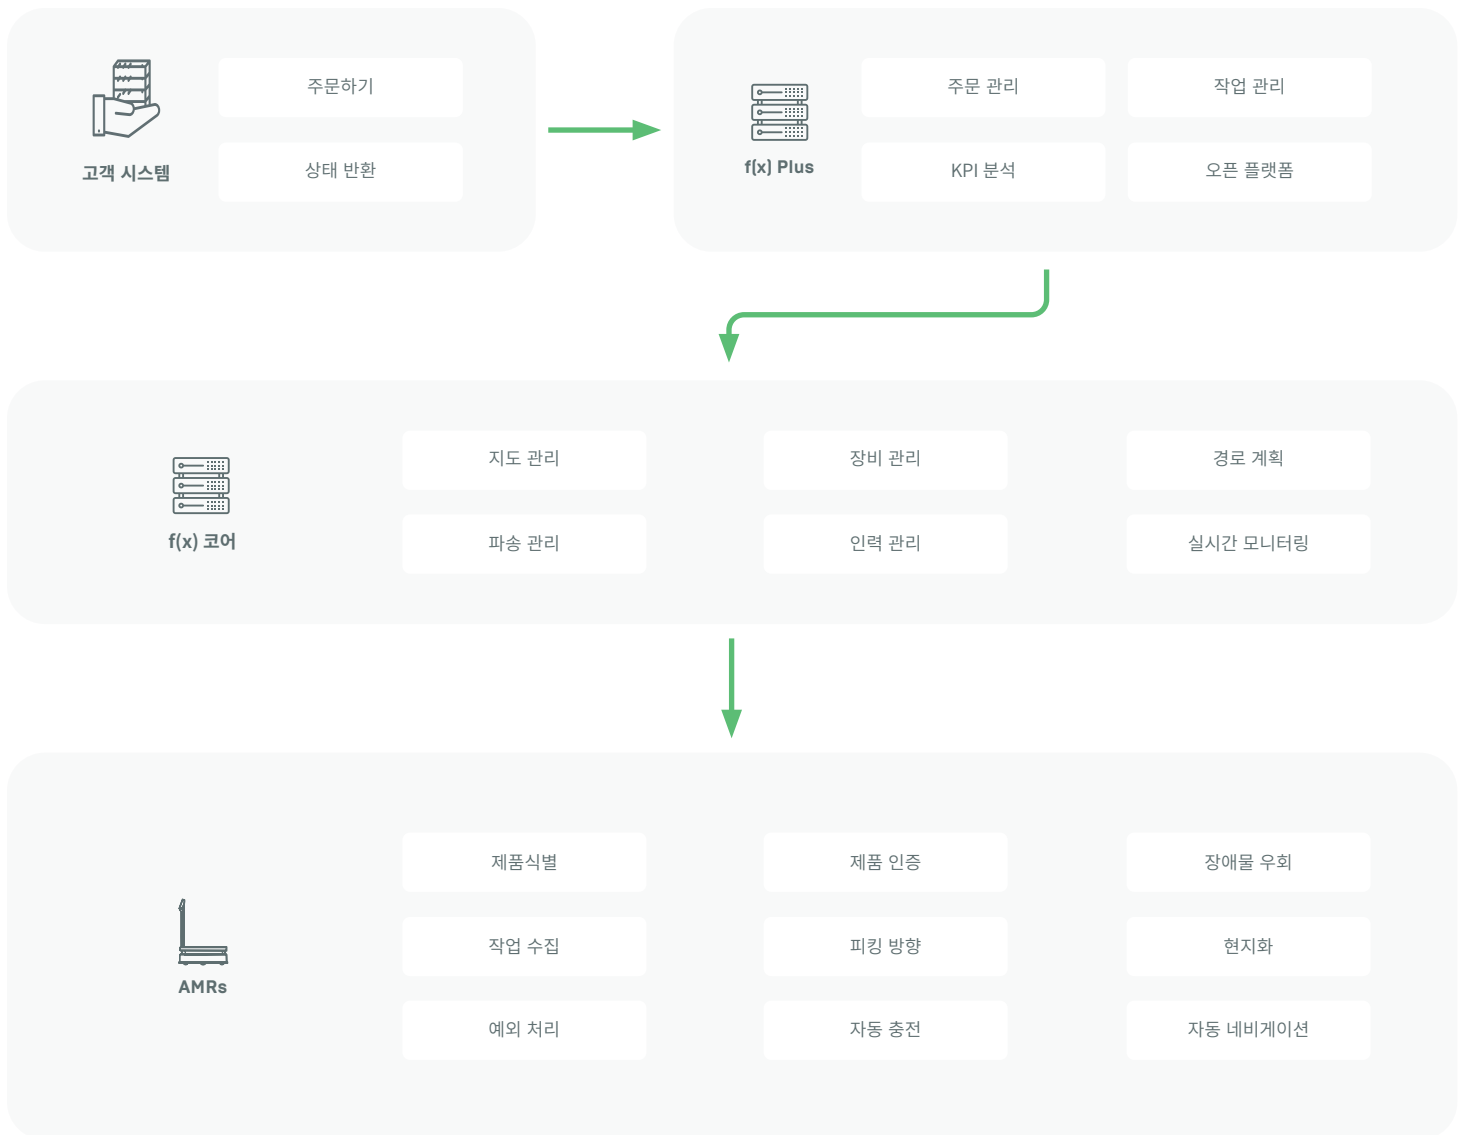 고객 시스템
주문하기
상태 반환
f(x) Plus
주문 관리
작업 관리
KPI 분석
오픈 플랫폼
f(x) 코어
지도 관리
장비 관리
경로 계획
파송 관리
인력 관리
실시간 모니터링
AMRs
제품식별
제품 인증
장애물 우회
작업 수집
피킹 방향
현지화
예외 처리
자동 충전
자동 네비게이션